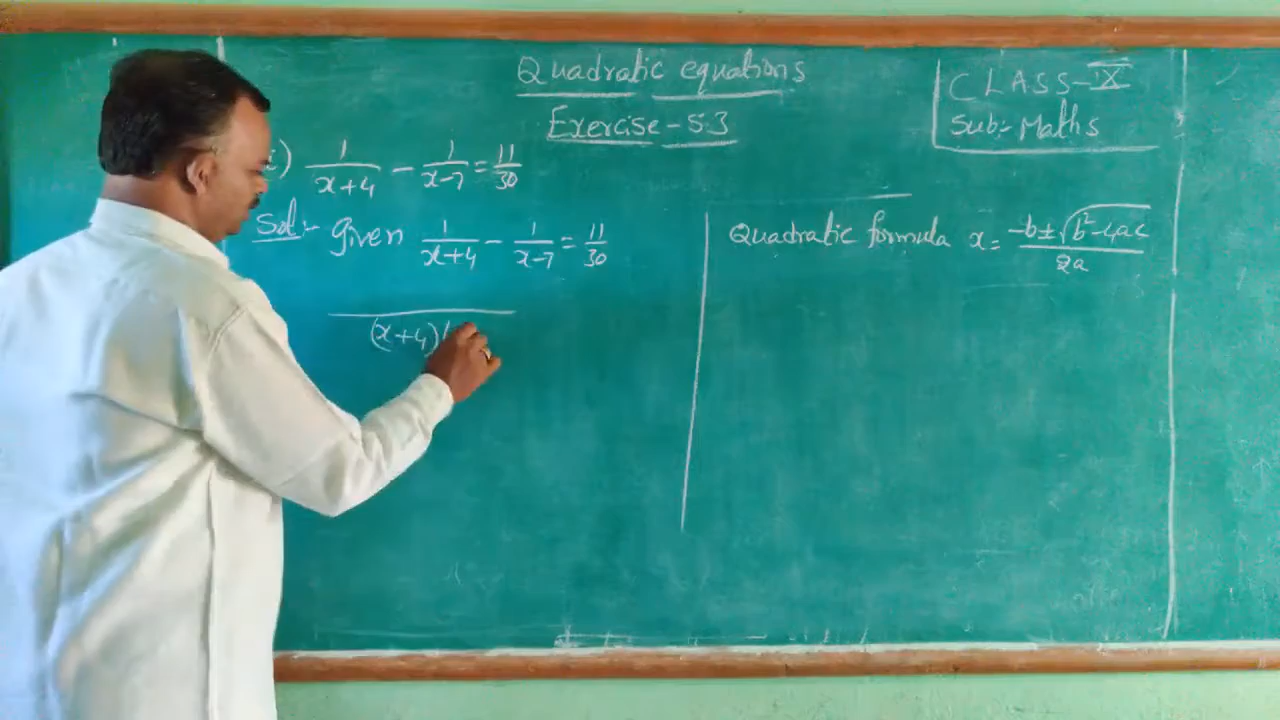 Quadratic equations
Exercise - 5.3
CLASS - IX
Sub:- Maths
i) 1/(x+4) - 1/(x-7) = 11/30
Sol:- Given 1/(x+4) - 1/(x-7) = 11/30
(x+4)(
Quadratic formula x = (-b ± √(b² - 4ac))/2a